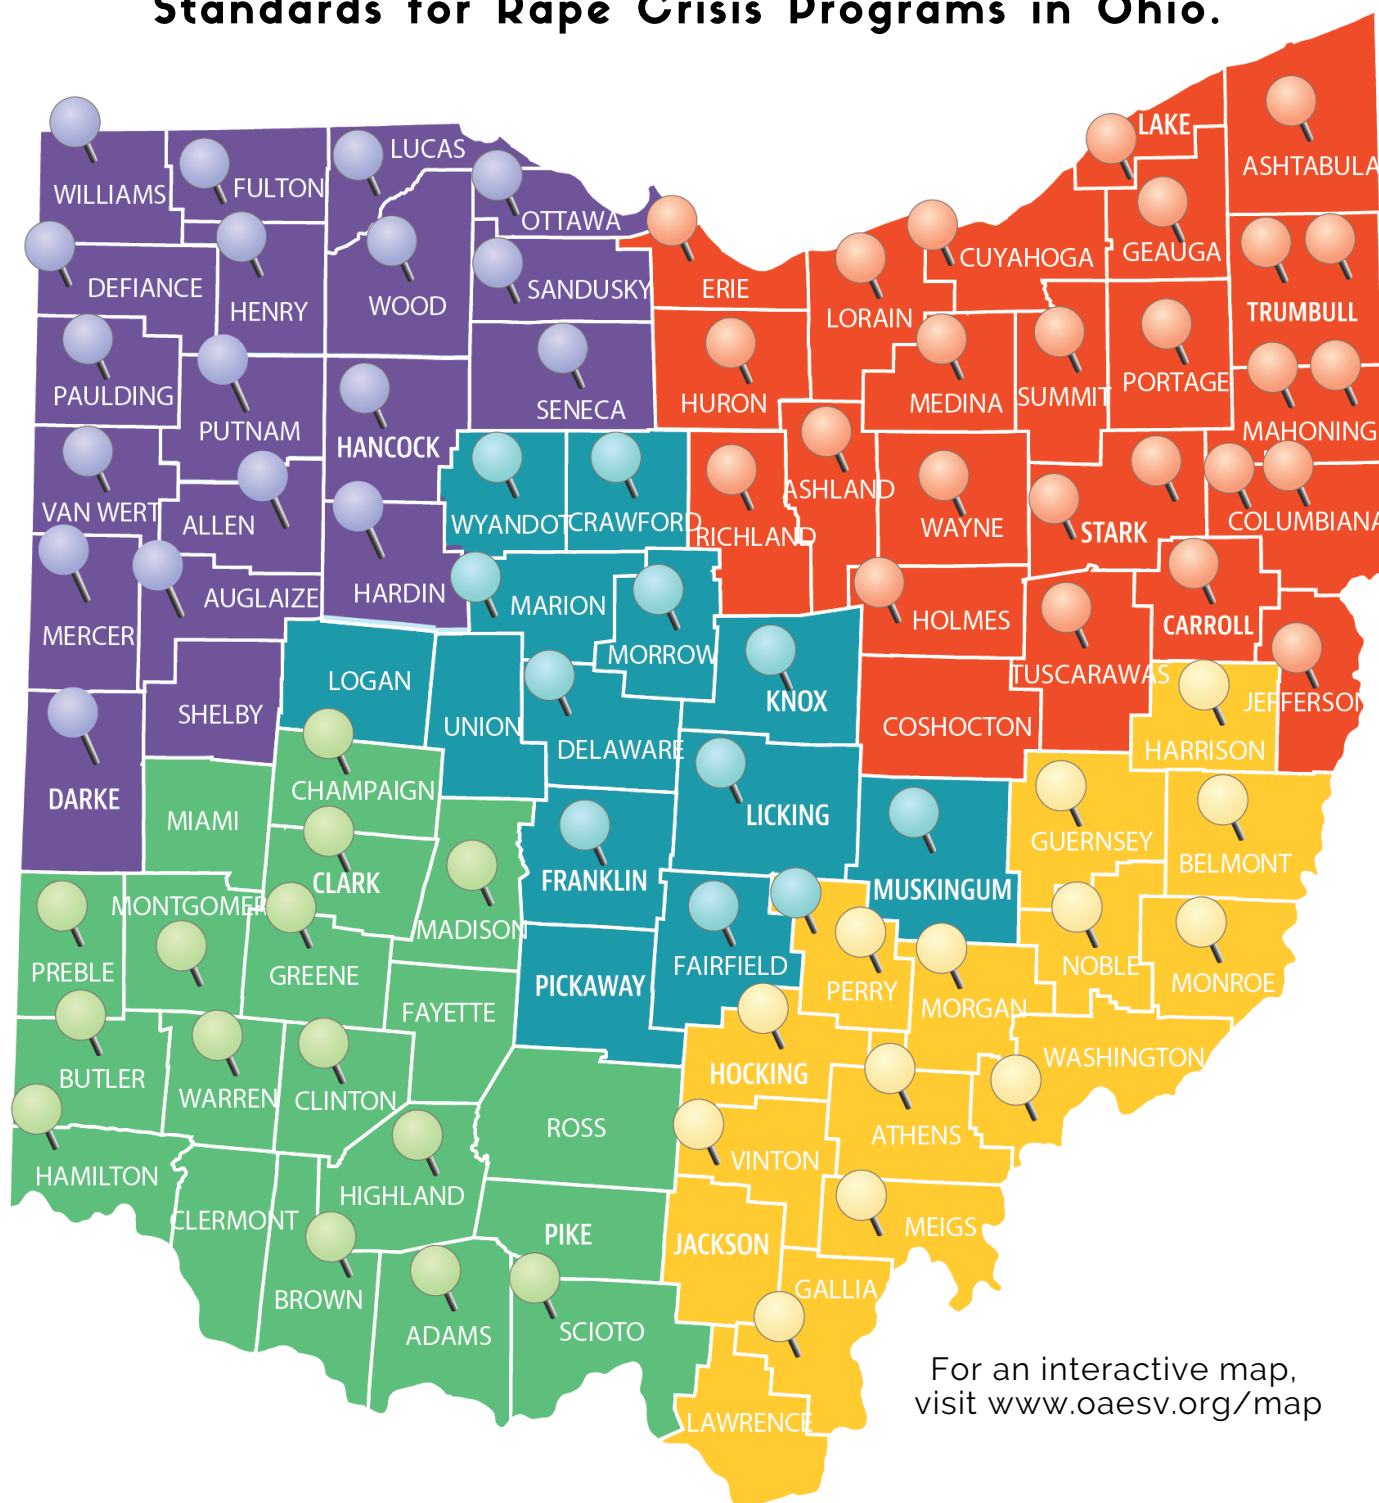 Standards for Rape Crisis Programs in Ohio.
LAKE
LUCAS
ASHTABULA
WILLIAMS
FULTON
OTTAWA
GEAUGA
CUYAHOGA
DEFIANCE
SANDUSKY
ERIE
HENRY
WOOD
TRUMBULL
LORAIN
PORTAGE
PAULDING
SUMMIT
SENECA
HURON
MEDINA
PUTNAM
MAHONING
HANCOCK
ASHLAND
VAN WERT
ALLEN
WYANDOT
CRAWFORD
COLUMBIANA
WAYNE
STARK
RICHLAND
HARDIN
AUGLAIZE
MARION
HOLMES
CARROLL
MERCER
MORROW
TUSCARAWAS
LOGAN
KNOX
JEFFERSON
SHELBY
UNION
COSHOCTON
DELAWARE
HARRISON
CHAMPAIGN
DARKE
LICKING
MIAMI
GUERNSEY
BELMONT
FRANKLIN
CLARK
MUSKINGUM
MONTGOMER
MADISON
FAIRFIELD
NOBLE
PREBLE
GREENE
MONROE
PICKAWAY
PERRY
MORGAN
FAYETTE
WASHINGTON
HOCKING
BUTLER
WARREN
CLINTON
ROSS
ATHENS
VINTON
HAMILTON
HIGHLAND
CLERMONT
MEIGS
PIKE
JACKSON
GALLIA
BROWN
SCIOTO
ADAMS
For an interactive map,
visit www.oaesv.org/map
LAWRENCE